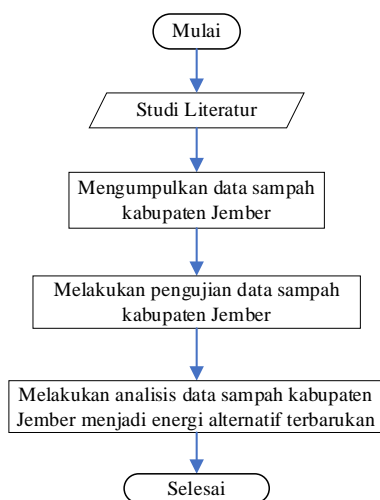 Mulai
Studi Literatur
Mengumpulkan data sampah
kabupaten Jember
Melakukan pengujian data sampah
kabupaten Jember
Melakukan analisis data sampah kabupaten
Jember menjadi energi alternatif terbarukan
Selesai